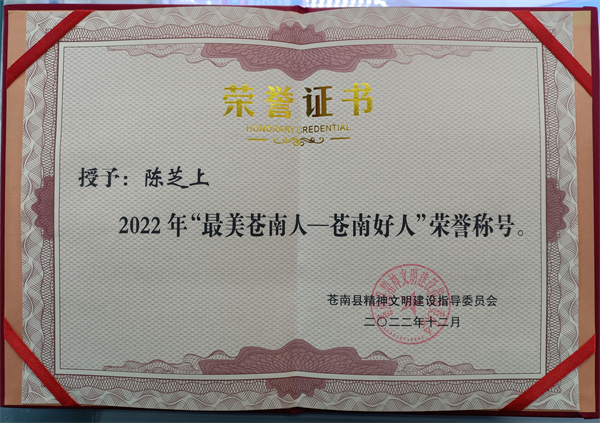 荣誉证书
HONORARY CREDENTIAL
授予：陈芝上
2022年“最美苍南人—苍南好人”荣誉称号。
苍南县精神文明建设指导委员会
二〇二二年十二月